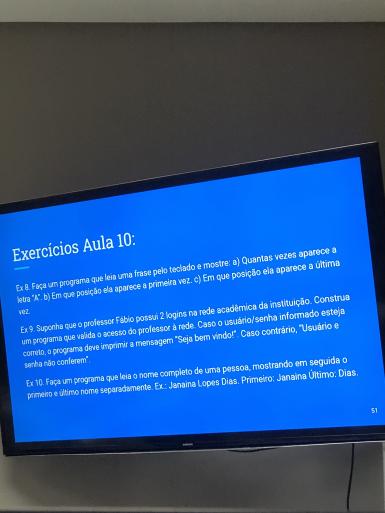 Exercícios Aula 10:
Ex 8. Faça um programa que leia uma frase pelo teclado e mostre: a) Quantas vezes aparece a
letra "A". b) Em que posição ela aparece a primeira vez. c) Em que posição ela aparece a última
vez.
Ex 9. Suponha que o professor Fábio possui 2 logins na rede acadêmica da instituição. Construa
um programa que valida o acesso do professor à rede. Caso o usuário/senha informado esteja
correto, o programa deve imprimir a mensagem "Seja bem vindo!". Caso contrário, "Usuário e
senha não conferem".
Ex 10. Faça um programa que leia o nome completo de uma pessoa, mostrando em seguida o
primeiro e último nome separadamente. Ex.: Janaina Lopes Dias. Primeiro: Janaina Último: Dias.
51